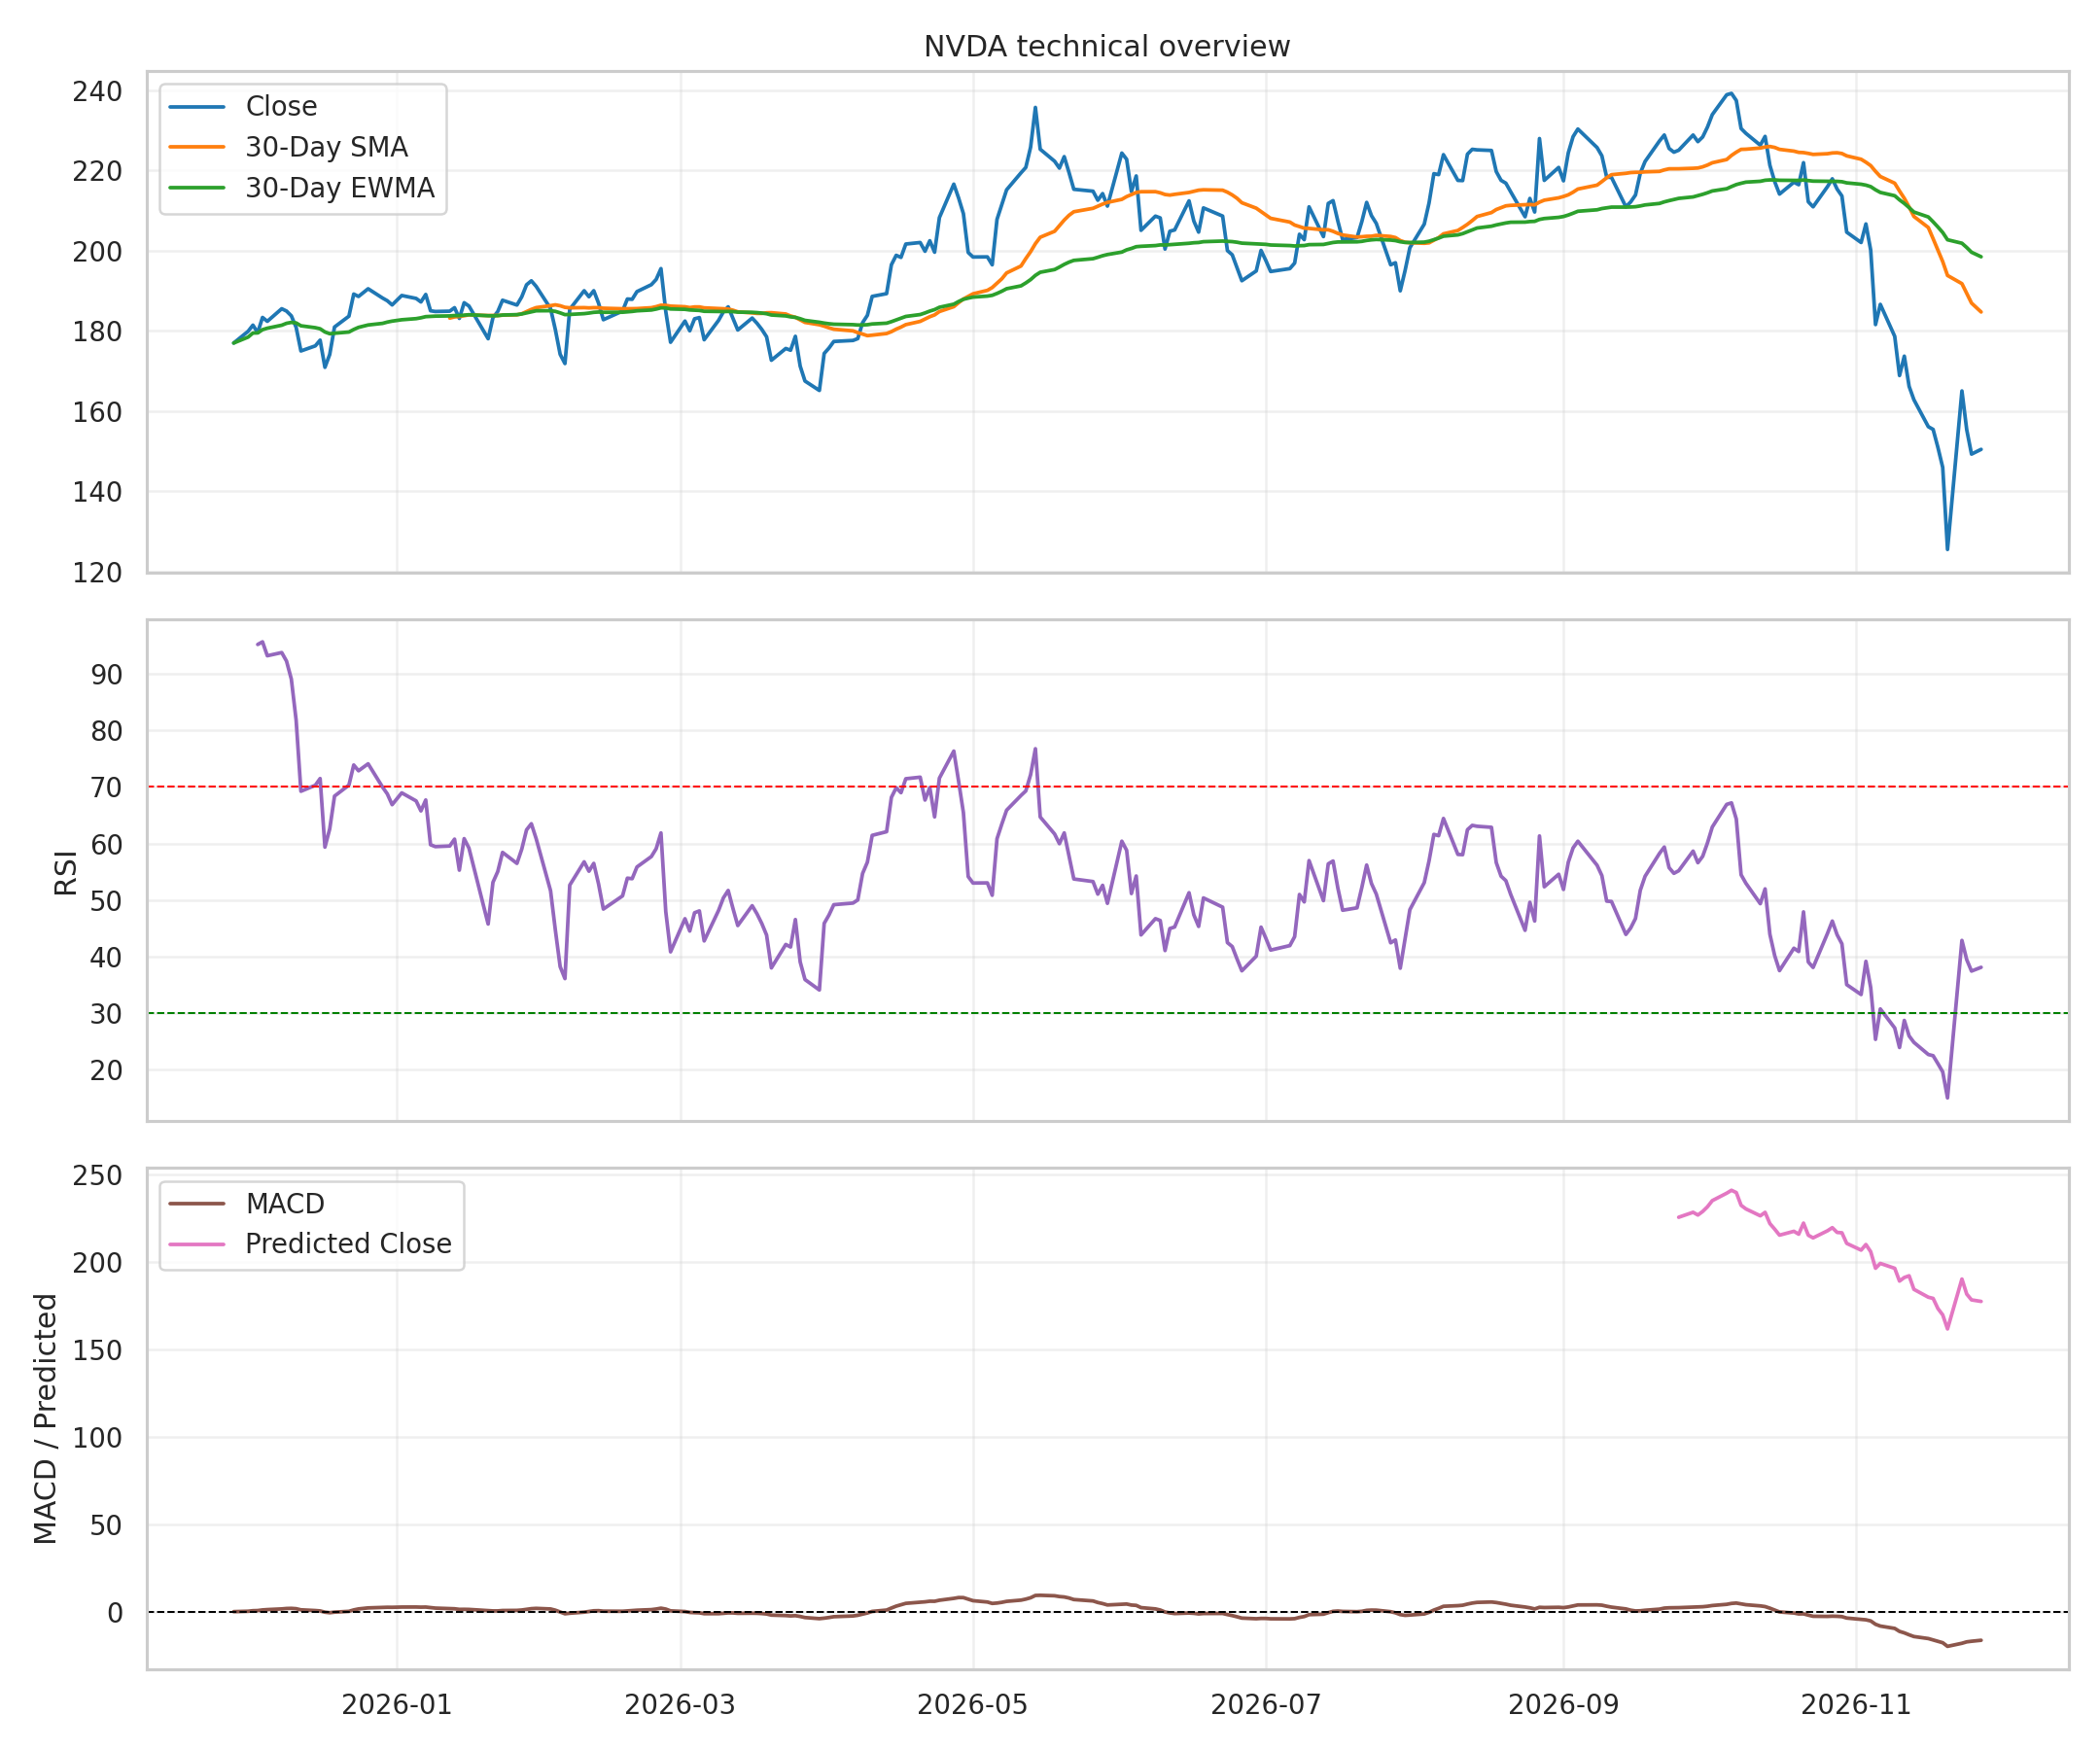 NVDA technical overview
240
220
200
180
160
140
120
Close
30-Day SMA
30-Day EWMA
RSI
90
80
70
60
50
40
30
20
MACD / Predicted
250
200
150
100
50
0
MACD
Predicted Close
2026-01 2026-03 2026-05 2026-07 2026-09 2026-11